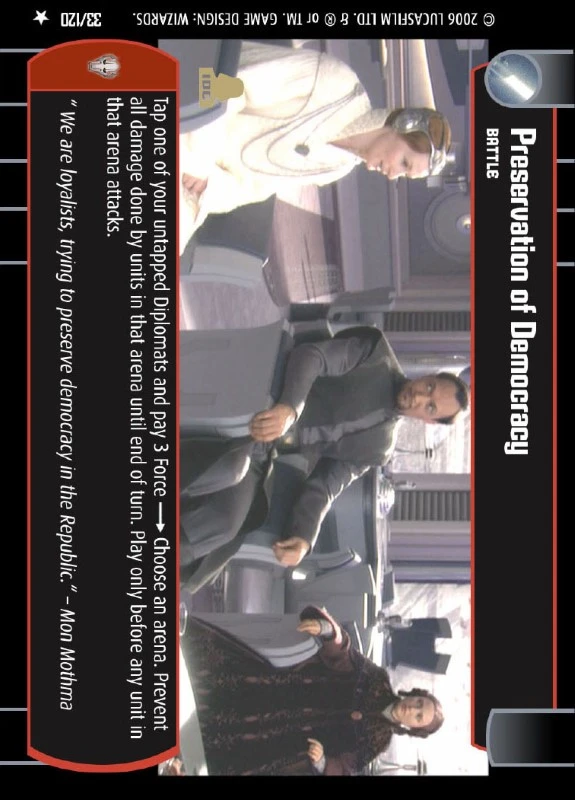 Preservation of Democracy
BATTLE
IDC
Tap one of your untapped Diplomats and pay 3 Force → Choose an arena. Prevent
all damage done by units in that arena until end of turn. Play only before any unit in
that arena attacks.
"We are loyalists, trying to preserve democracy in the Republic." – Mon Mothma
© 2006 LUCASFILM LTD. & ® or TM. GAME DESIGN: WIZARDS.
33/120 ★